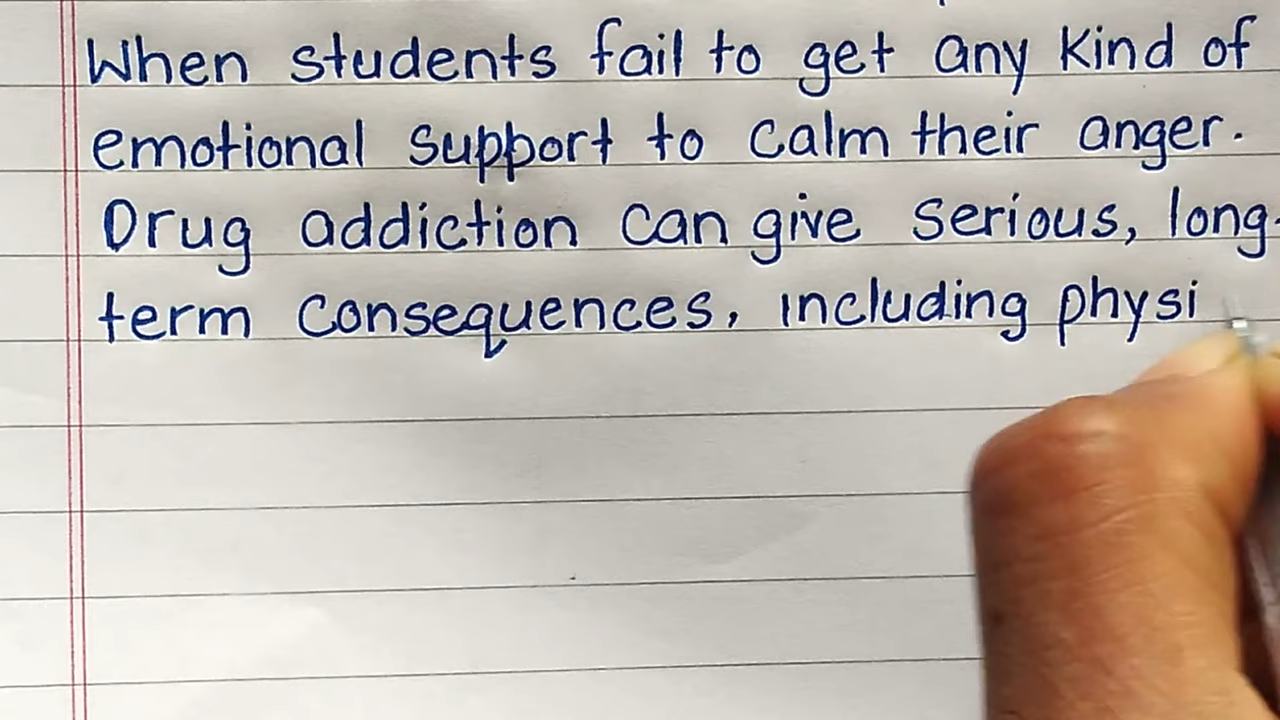 When students fail to get any kind of
emotional support to calm their anger.
Drug addiction can give serious, long-
term consequences, including physi